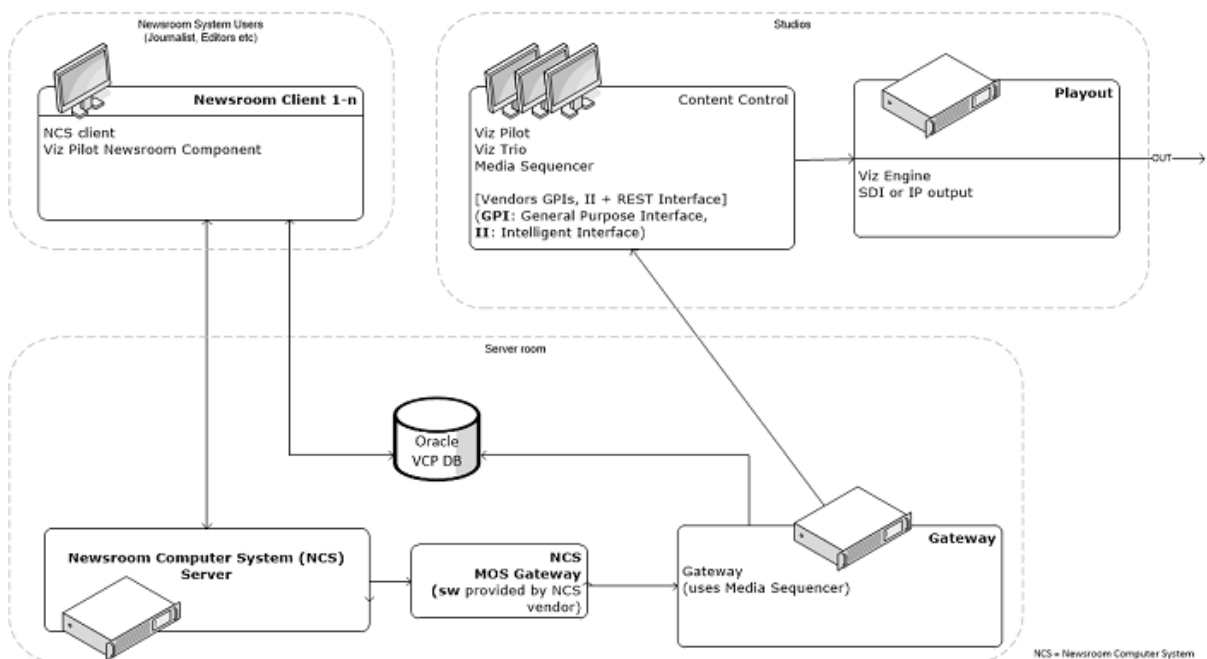 Newsroom System Users
(Journalist, Editors etc)
Newsroom Client 1-n
NCS client
Viz Pilot Newsroom Component
Studios
Content Control
Viz Pilot
Viz Trio
Media Sequencer
[Vendors GPIs, II + REST Interface]
(GPI: General Purpose Interface,
II: Intelligent Interface)
Playout
Viz Engine
SDI or IP output
OUT
Server room
Oracle
VCP DB
Newsroom Computer System (NCS)
Server
NCS
MOS Gateway
(sw provided by NCS
vendor)
Gateway
Gateway
(uses Media Sequencer)
NCS = Newsroom Computer System